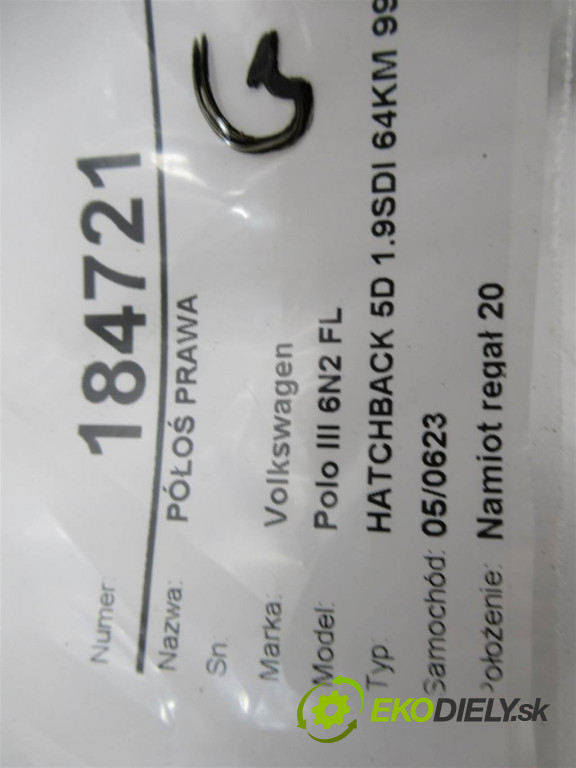 Numer: 184721
Nazwa: PÓŁOŚ PRAWA
Sn.
Marka: Volkswagen
Model: Polo III 6N2 FL
Typ: HATCHBACK 5D 1.9SDI 64KM 99
Samochód: 05/0623
Położenie: Namiot regał 20
EKODIELY.sk